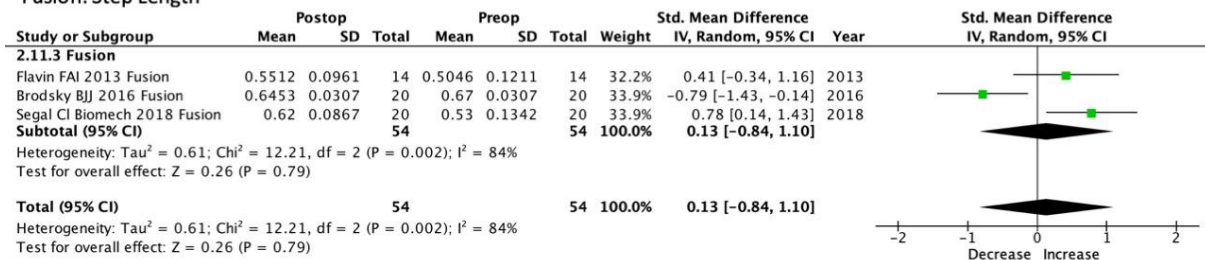 Fusion: Step Length
Postop Preop Std. Mean Difference Std. Mean Difference
Study or Subgroup Mean SD Total Mean SD Total Weight IV, Random, 95% CI Year IV, Random, 95% CI
2.11.3 Fusion
Flavin FAI 2013 Fusion 0.5512 0.0961 14 0.5046 0.1211 14 32.2% 0.41 [-0.34, 1.16] 2013
Brodsky BJJ 2016 Fusion 0.6453 0.0307 20 0.67 0.0307 20 33.9% -0.79 [-1.43, -0.14] 2016
Segal Cl Biomech 2018 Fusion 0.62 0.0867 20 0.53 0.1342 20 33.9% 0.78 [0.14, 1.43] 2018
Subtotal (95% CI) 54 54 100.0% 0.13 [-0.84, 1.10]
Heterogeneity: Tau² = 0.61; Chi² = 12.21, df = 2 (P = 0.002); I² = 84%
Test for overall effect: Z = 0.26 (P = 0.79)
Total (95% CI) 54 54 100.0% 0.13 [-0.84, 1.10]
Heterogeneity: Tau² = 0.61; Chi² = 12.21, df = 2 (P = 0.002); I² = 84%
Test for overall effect: Z = 0.26 (P = 0.79)
-2 -1 0 1 2
Decrease Increase